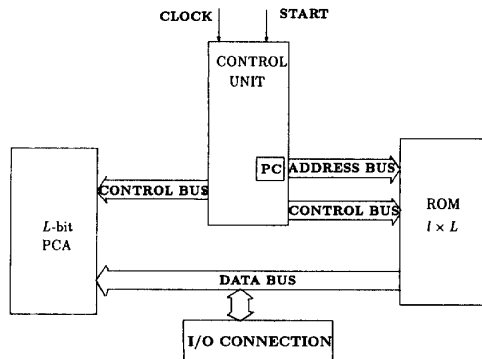 CLOCK
START
CONTROL
UNIT
PC
ADDRESS BUS
CONTROL BUS
CONTROL BUS
L-bit
PCA
ROM
l × L
DATA BUS
I/O CONNECTION